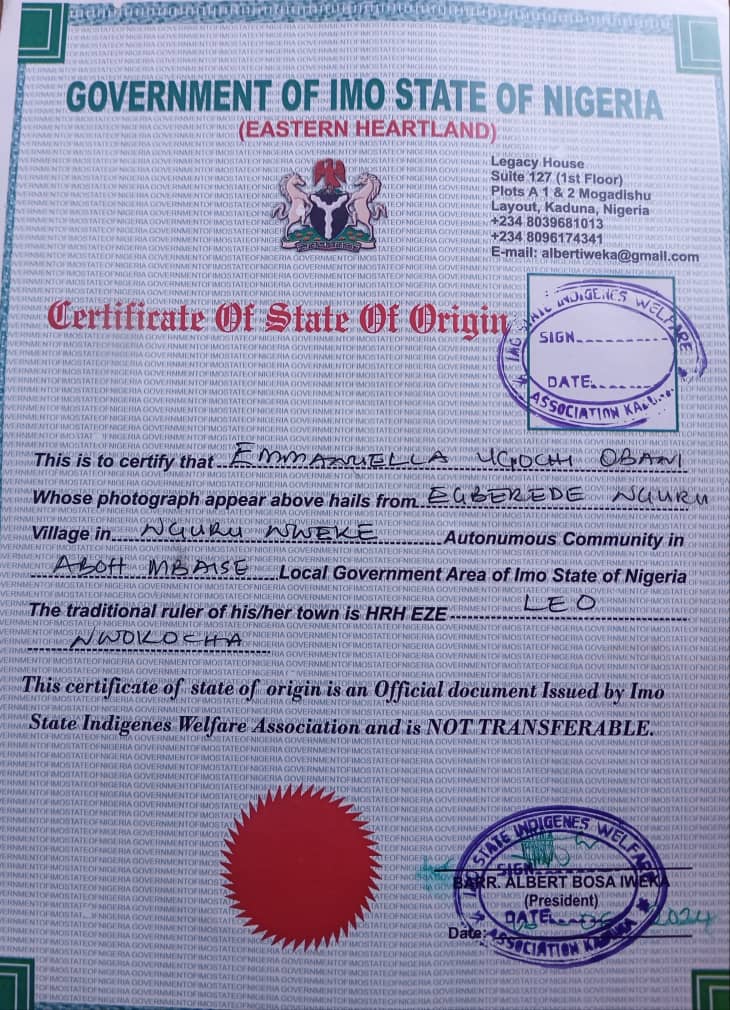 GOVERNMENT OF IMO STATE OF NIGERIA
(EASTERN HEARTLAND)
Legacy House
Suite 127 (1st Floor)
Plots A 1 & 2 Mogadishu
Layout, Kaduna, Nigeria
+234 8039681013
+234 8096174341
E-mail: albertiweka@gmail.com
Certificate Of State Of Origin
IMO STATE INDIGENES WELFARE
SIGN
DATE
ASSOCIATION KADUNA
This is to certify that EMMANUELLA UGOCHI OBANI
Whose photograph appear above hails from EGBEREDE NGURU
Village in NGURU NWEKE Autonumous Community in
ABOH MBAISE Local Government Area of Imo State of Nigeria
The traditional ruler of his/her town is HRH EZE LEO
NWOKOCHA
This certificate of state of origin is an Official document Issued by Imo
State Indigenes Welfare Association and is NOT TRANSFERABLE.
IMO STATE INDIGENES WELFARE
SIGN
BARR. ALBERT BOSA IWEKA
(President)
DATE
Date: 2024
ASSOCIATION KADUNA